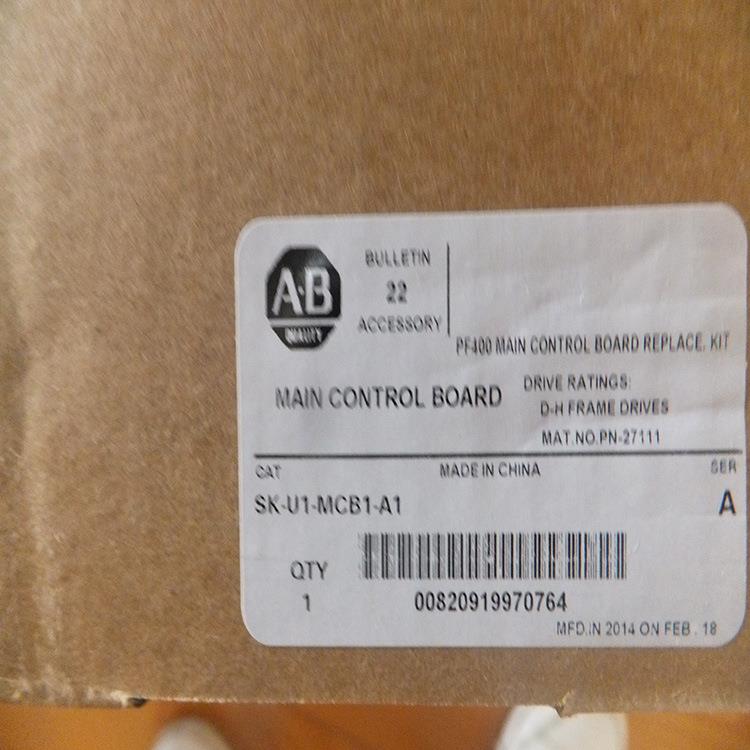 A·B
QUALITY
BULLETIN
22
ACCESSORY
PF400 MAIN CONTROL BOARD REPLACE. KIT
MAIN CONTROL BOARD
DRIVE RATINGS:
D-H FRAME DRIVES
MAT.NO.PN-27111
CAT MADE IN CHINA SER
SK-U1-MCB1-A1 A
QTY
1
00820919970764
MFD.IN 2014 ON FEB . 18